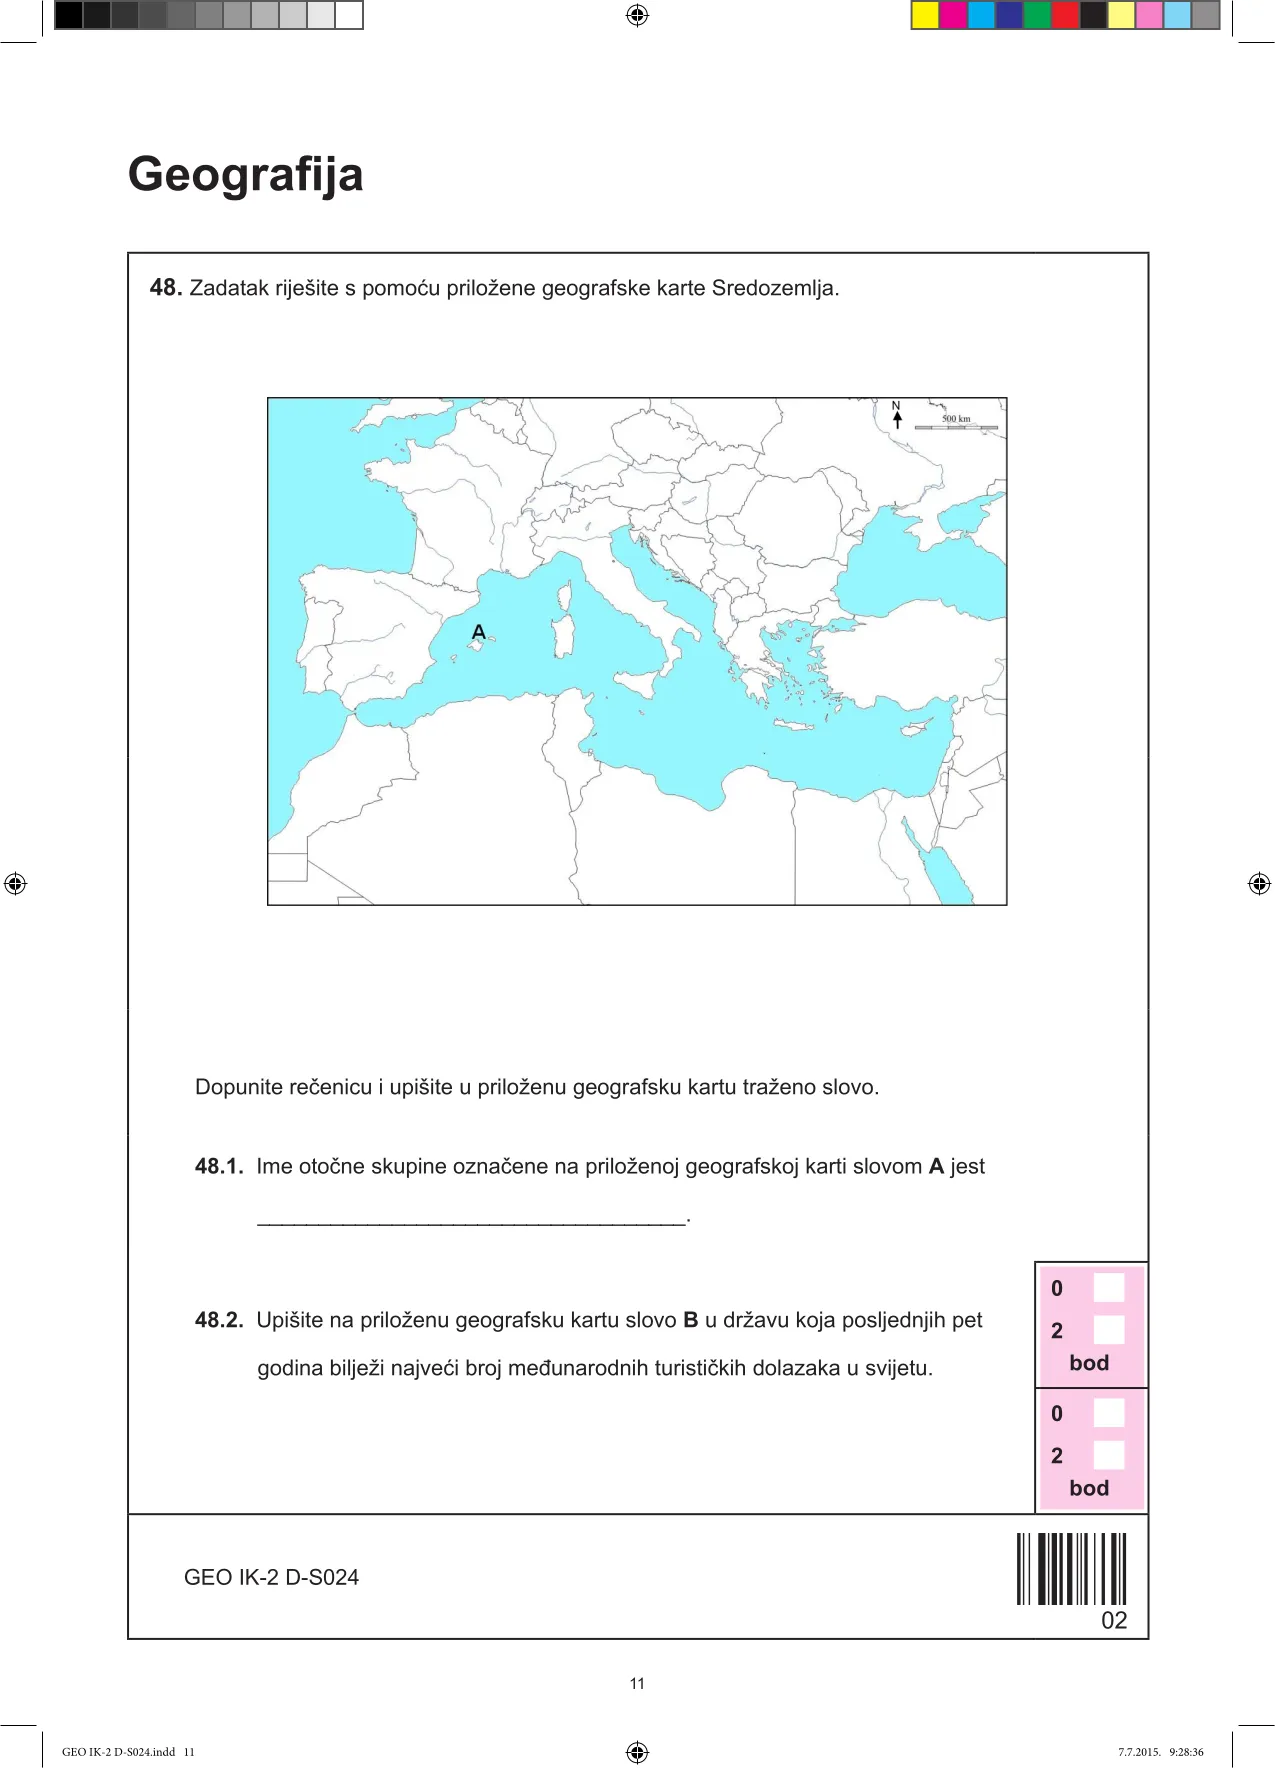 Geografija
48. Zadatak riješite s pomoću priložene geografske karte Sredozemlja.
N
500 km
A
Dopunite rečenicu i upišite u priloženu geografsku kartu traženo slovo.
48.1. Ime otočne skupine označene na priloženoj geografskoj karti slovom A jest
___________________________________.
48.2. Upišite na priloženu geografsku kartu slovo B u državu koja posljednjih pet
godina bilježi najveći broj međunarodnih turističkih dolazaka u svijetu.
0
2
bod
0
2
bod
GEO IK-2 D-S024
02
11
GEO IK-2 D-S024.indd 11
7.7.2015. 9:28:36